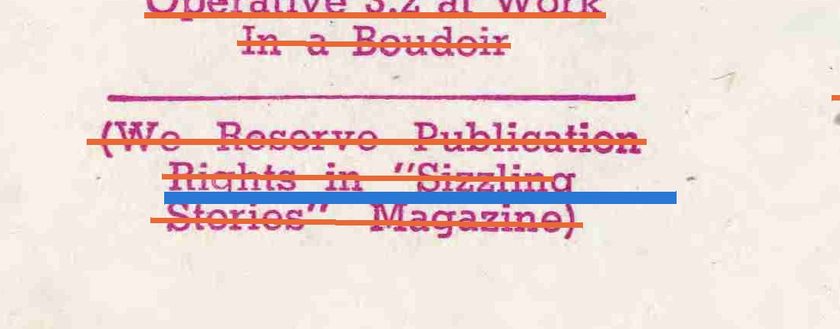 Operative 3.2 at Work
In a Boudoir
(We Reserve Publication
Rights in "Sizzling
Stories" Magazine)